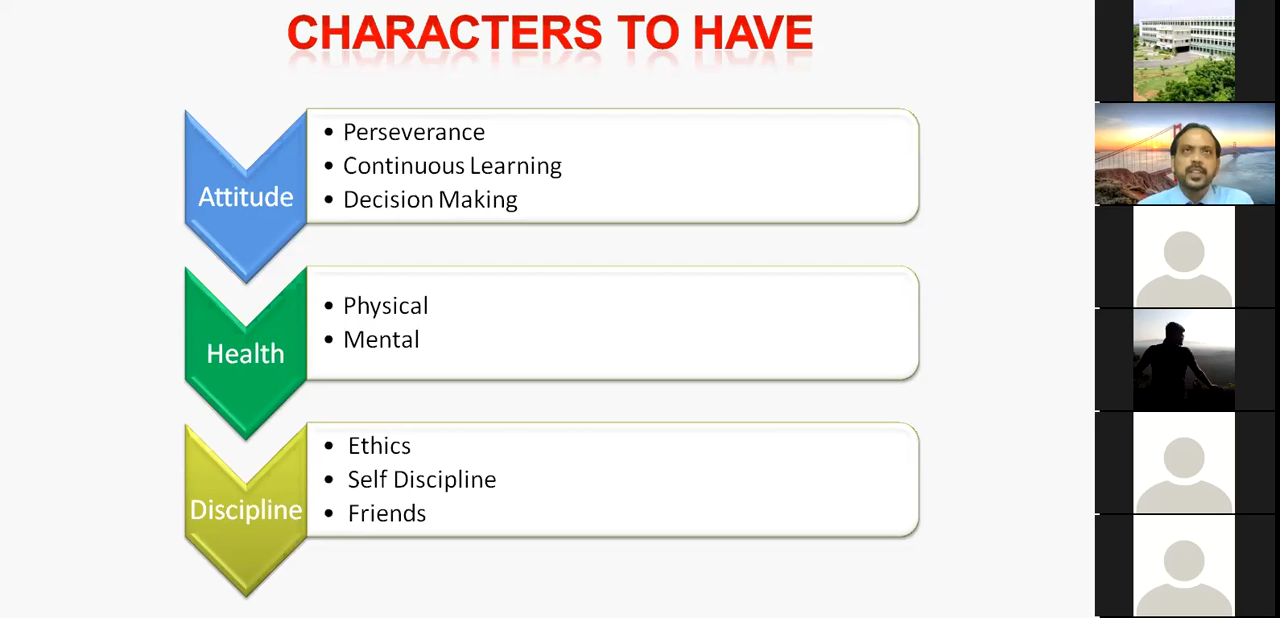 CHARACTERS TO HAVE
Attitude
• Perseverance
• Continuous Learning
• Decision Making
Health
• Physical
• Mental
Discipline
• Ethics
• Self Discipline
• Friends